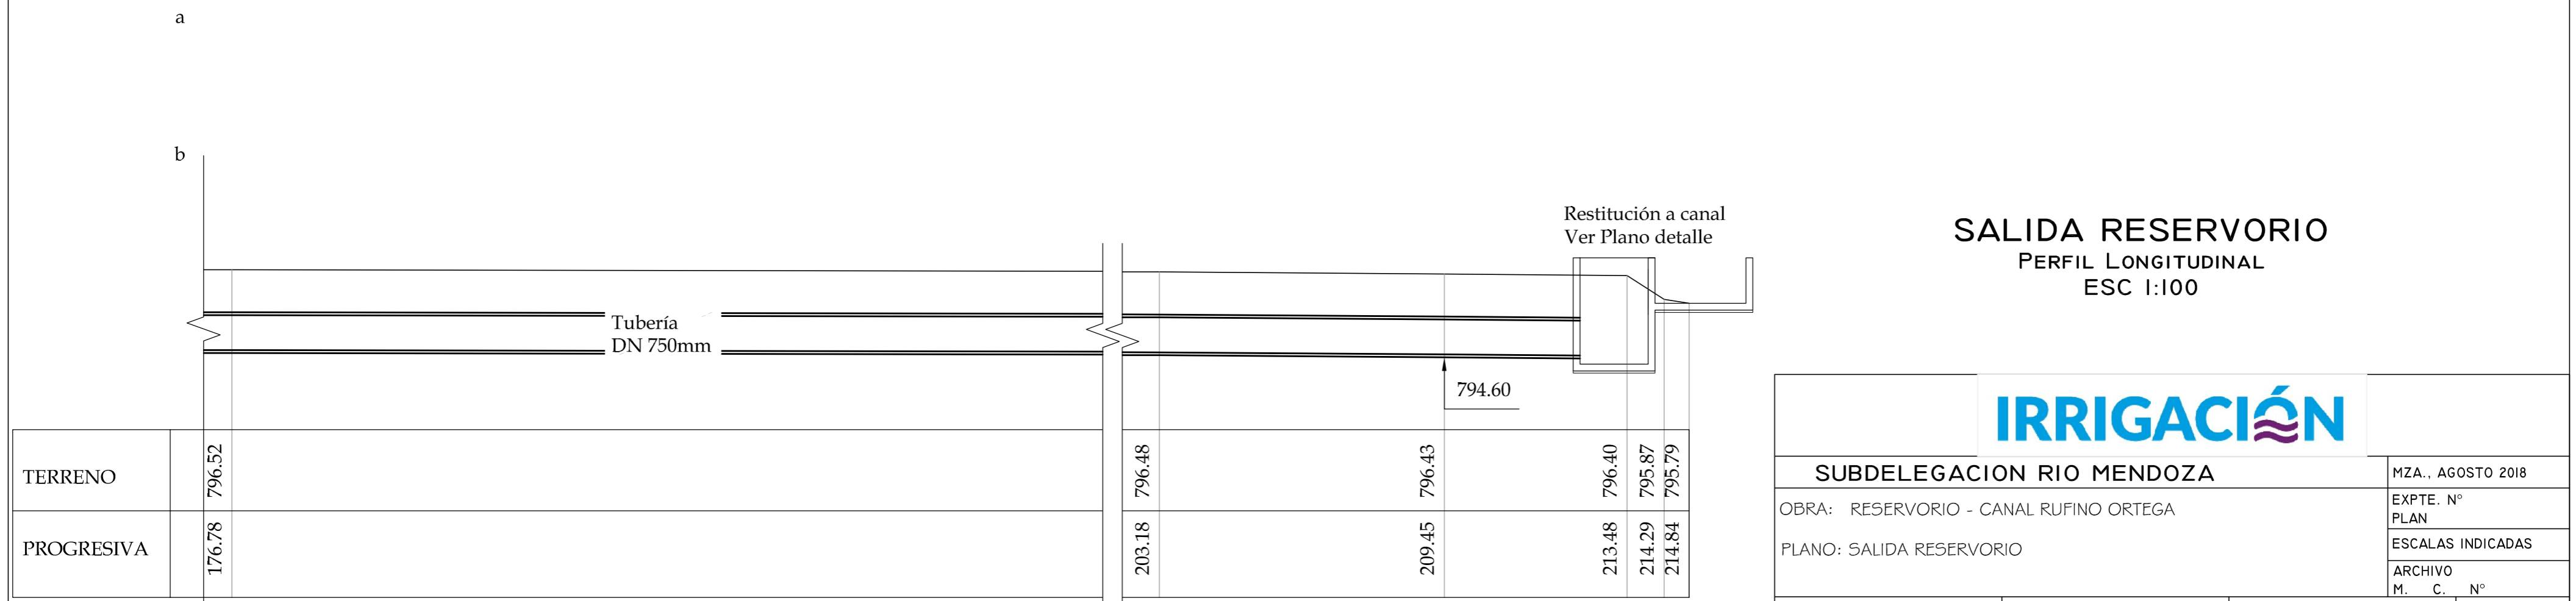 a
b
Restitución a canal
Ver Plano detalle
Tubería
DN 750mm
794.60
TERRENO 796.52 796.48 796.43 796.40 795.87 795.79
PROGRESIVA 176.78 203.18 209.45 213.48 214.29 214.84
SALIDA RESERVORIO
PERFIL LONGITUDINAL
ESC 1:100
IRRIGACIÓN
SUBDELEGACION RIO MENDOZA
MZA., AGOSTO 2018
OBRA: RESERVORIO - CANAL RUFINO ORTEGA
EXPTE. N°
PLAN
PLANO: SALIDA RESERVORIO
ESCALAS INDICADAS
ARCHIVO
M. C. N°